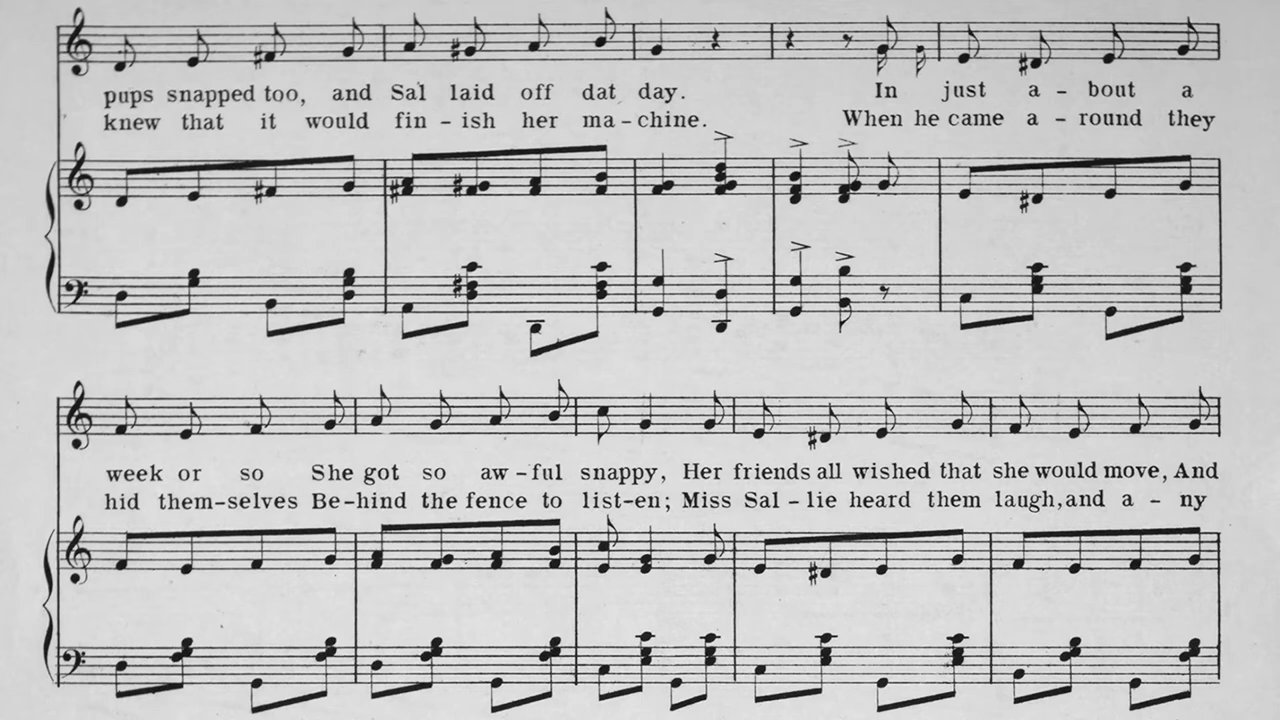 pups snapped too, and Sal laid off dat day. In just a - bout a
knew that it would fin - ish her ma - chine. When he came a - round they
week or so She got so aw - ful snappy, Her friends all wished that she would move, And
hid them - selves Be - hind the fence to list - en; Miss Sal - lie heard them laugh, and a - ny